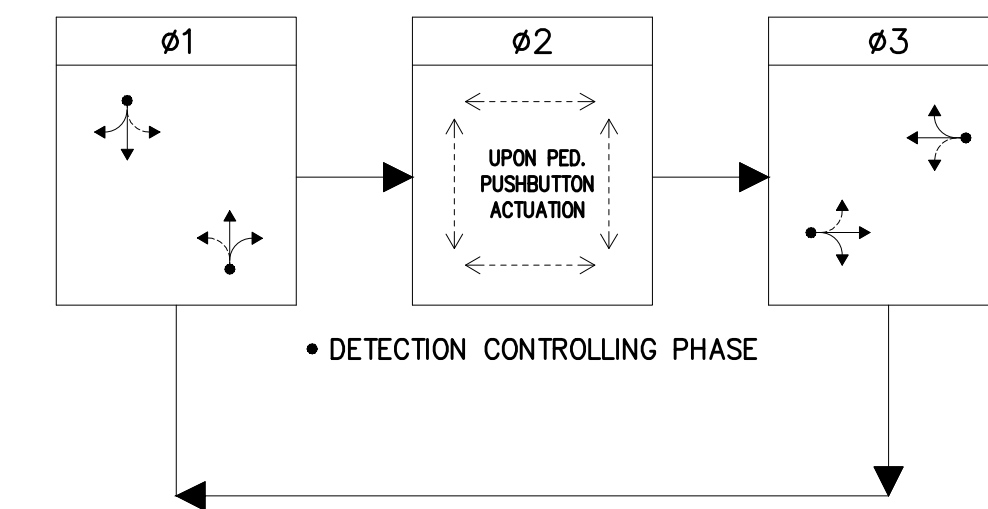 ø1
ø2
ø3
UPON PED.
PUSHBUTTON
ACTUATION
DETECTION CONTROLLING PHASE